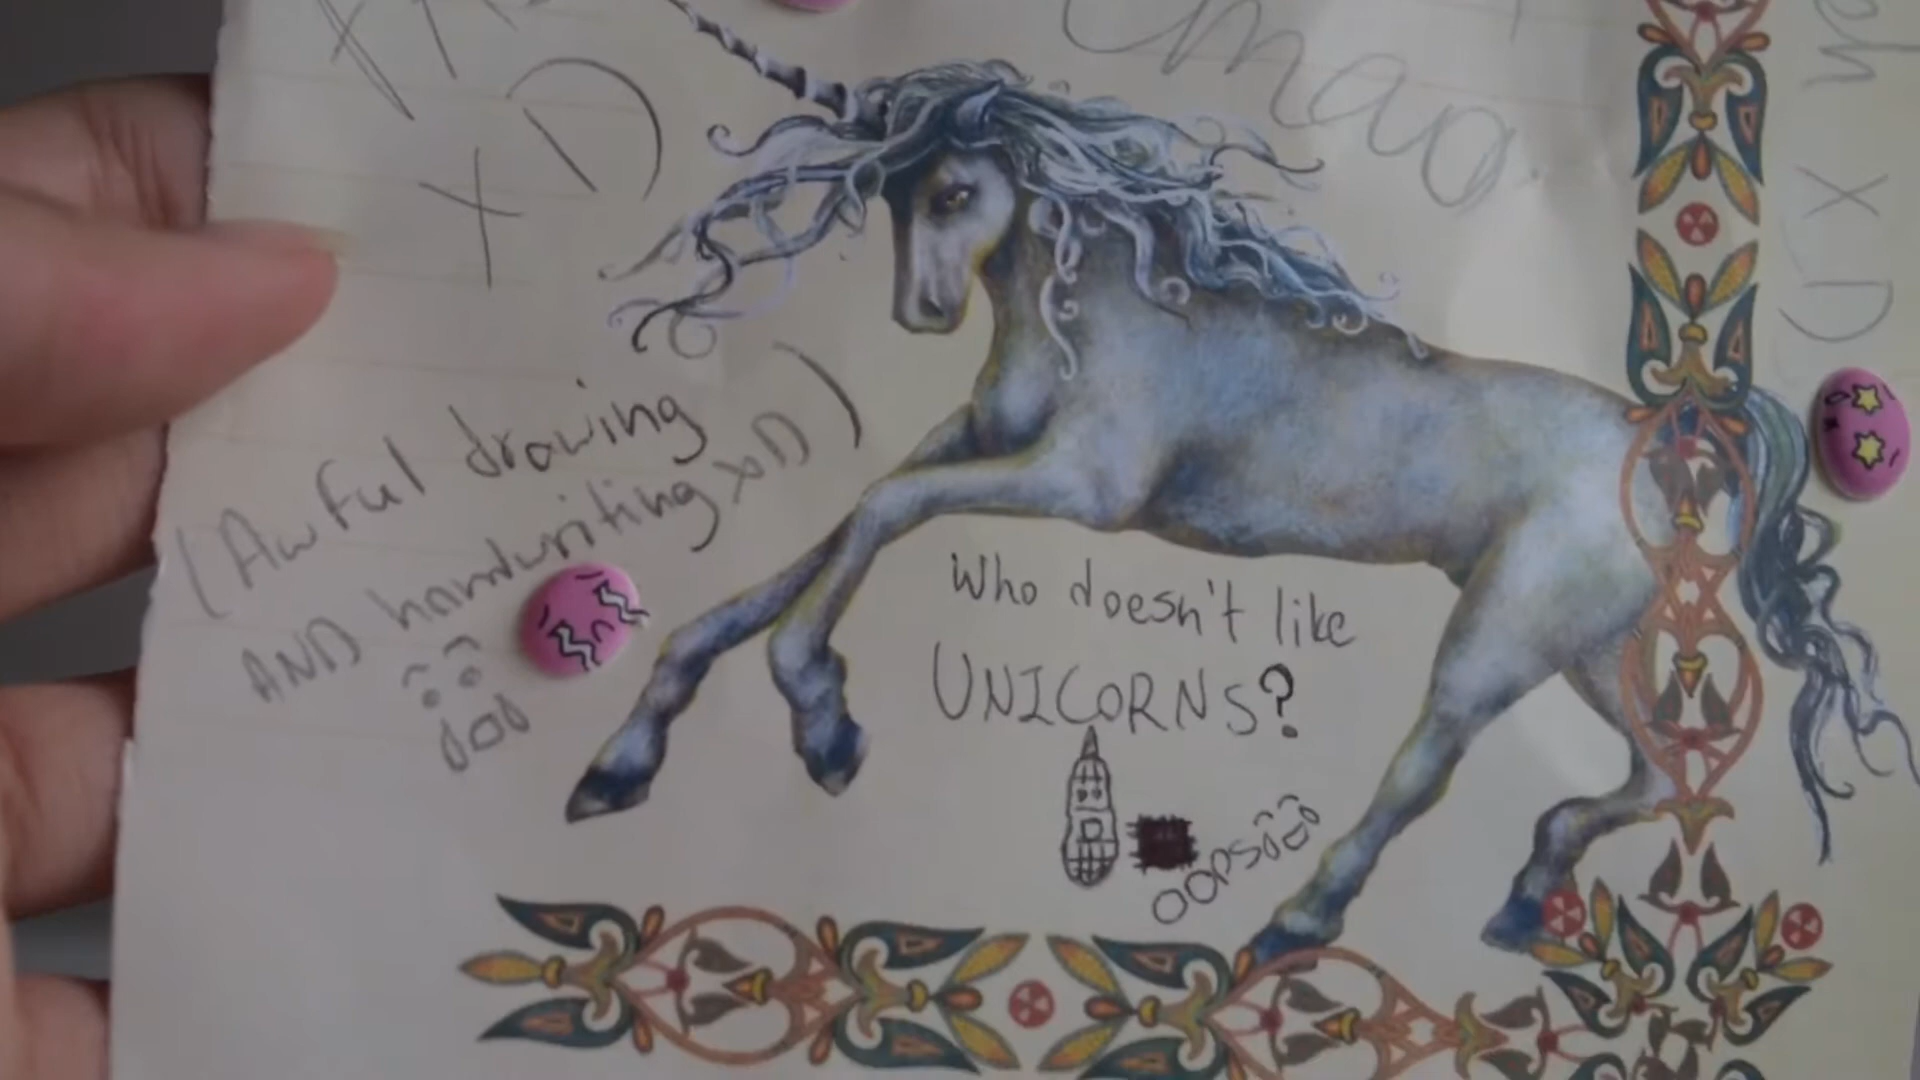 xD
lmao
xD
(Awful drawing
AND handwriting xD)
Who doesn't like
UNICORNS?
OOPS